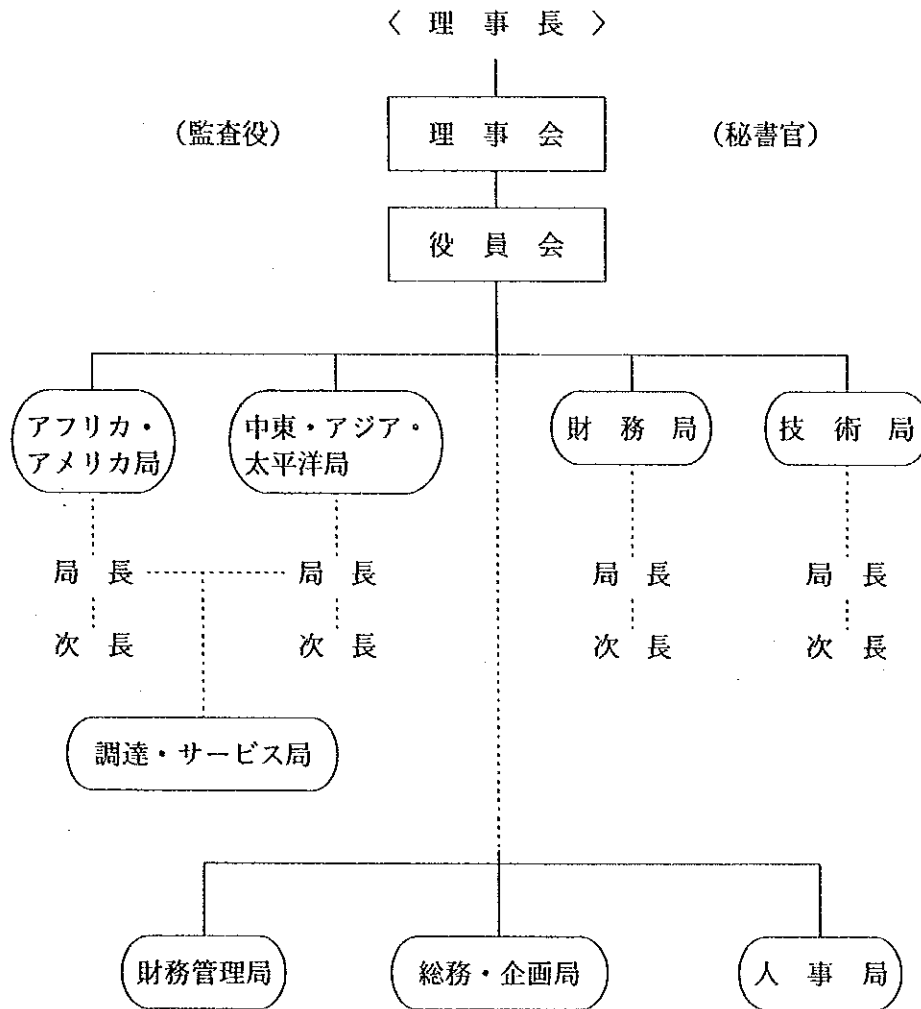 〈 理 事 長 〉
(監査役)
理 事 会
(秘書官)
役 員 会
アフリカ・
アメリカ局
中東・アジア・
太平洋局
財 務 局
技 術 局
局 長
局 長
局 長
局 長
次 長
次 長
次 長
次 長
調達・サービス局
財務管理局
総務・企画局
人 事 局